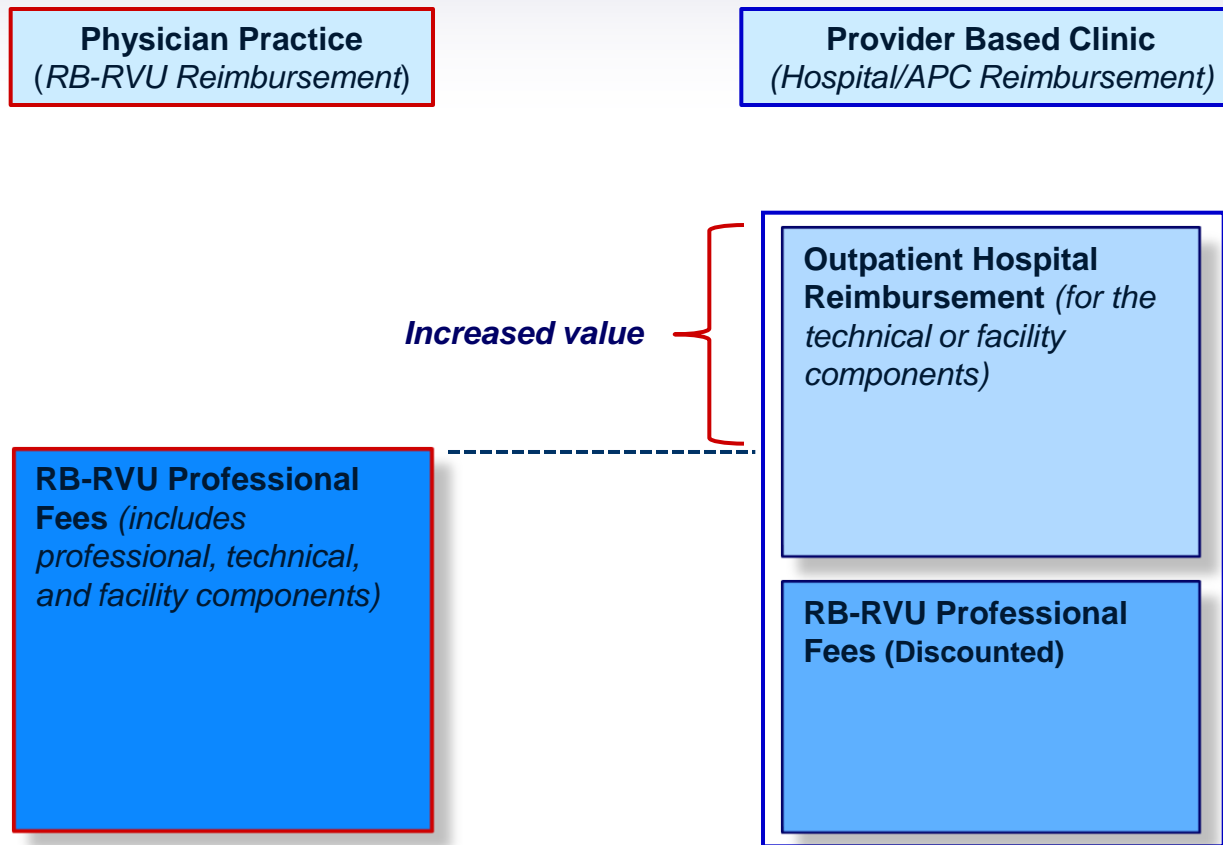 Physician Practice
(RB-RVU Reimbursement)
Provider Based Clinic
(Hospital/APC Reimbursement)
Increased value
Outpatient Hospital
Reimbursement (for the
technical or facility
components)
RB-RVU Professional
Fees (includes
professional, technical,
and facility components)
RB-RVU Professional
Fees (Discounted)